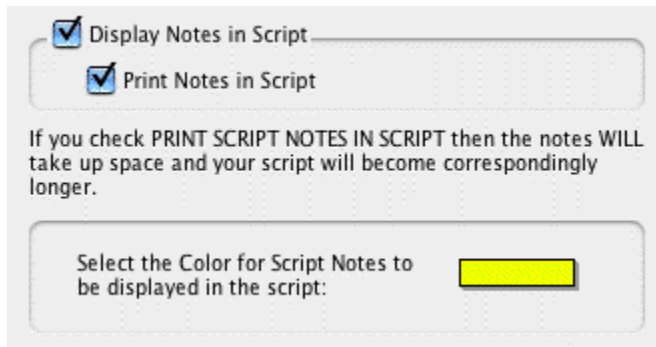 Display Notes in Script
Print Notes in Script
If you check PRINT SCRIPT NOTES IN SCRIPT then the notes WILL
take up space and your script will become correspondingly
longer.
Select the Color for Script Notes to
be displayed in the script: